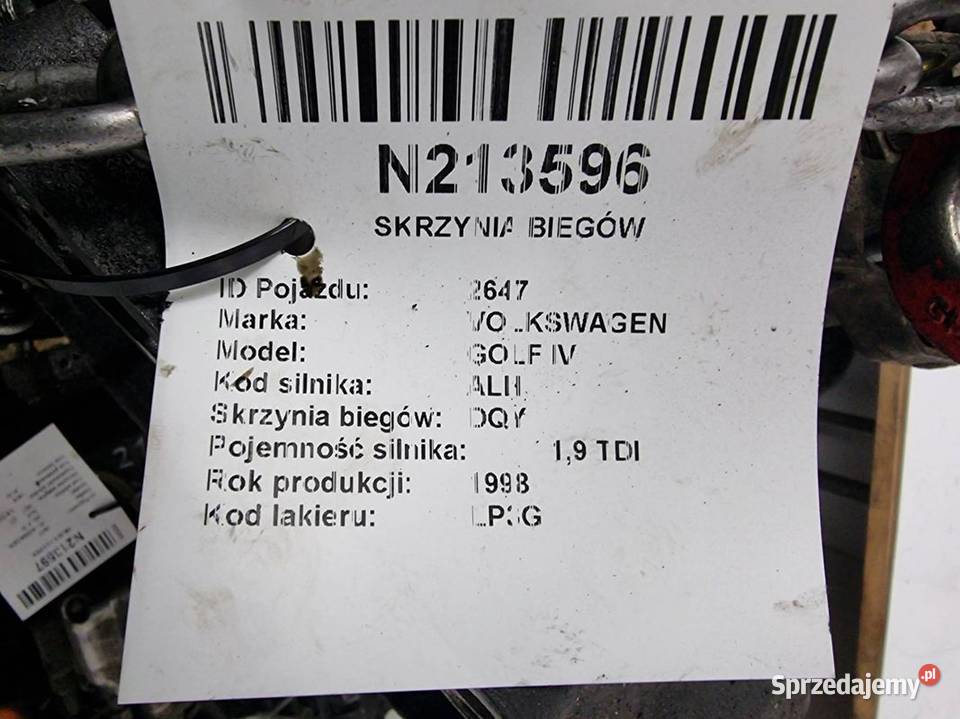 N213596
SKRZYNIA BIEGÓW
ID Pojazdu: 2647
Marka: VOLKSWAGEN
Model: GOLF IV
Kod silnika: ALH
Skrzynia biegów: DQY
Pojemność silnika: 1,9 TDI
Rok produkcji: 1998
Kod lakieru: LP3G
N213597
Sprzedajemy.pl